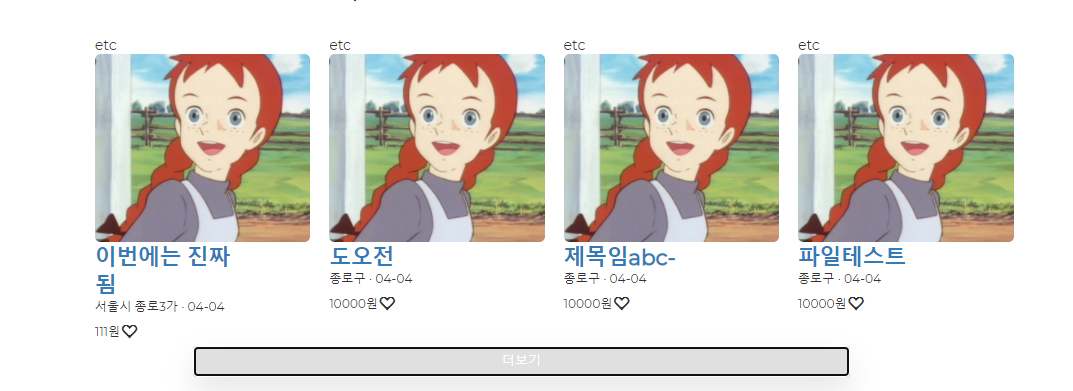 etc
이번에는 진짜
됨
서울시 종로3가 · 04-04
111원
etc
도오전
종로구 · 04-04
10000원
etc
제목임abc-
종로구 · 04-04
10000원
etc
파일테스트
종로구 · 04-04
10000원
더보기